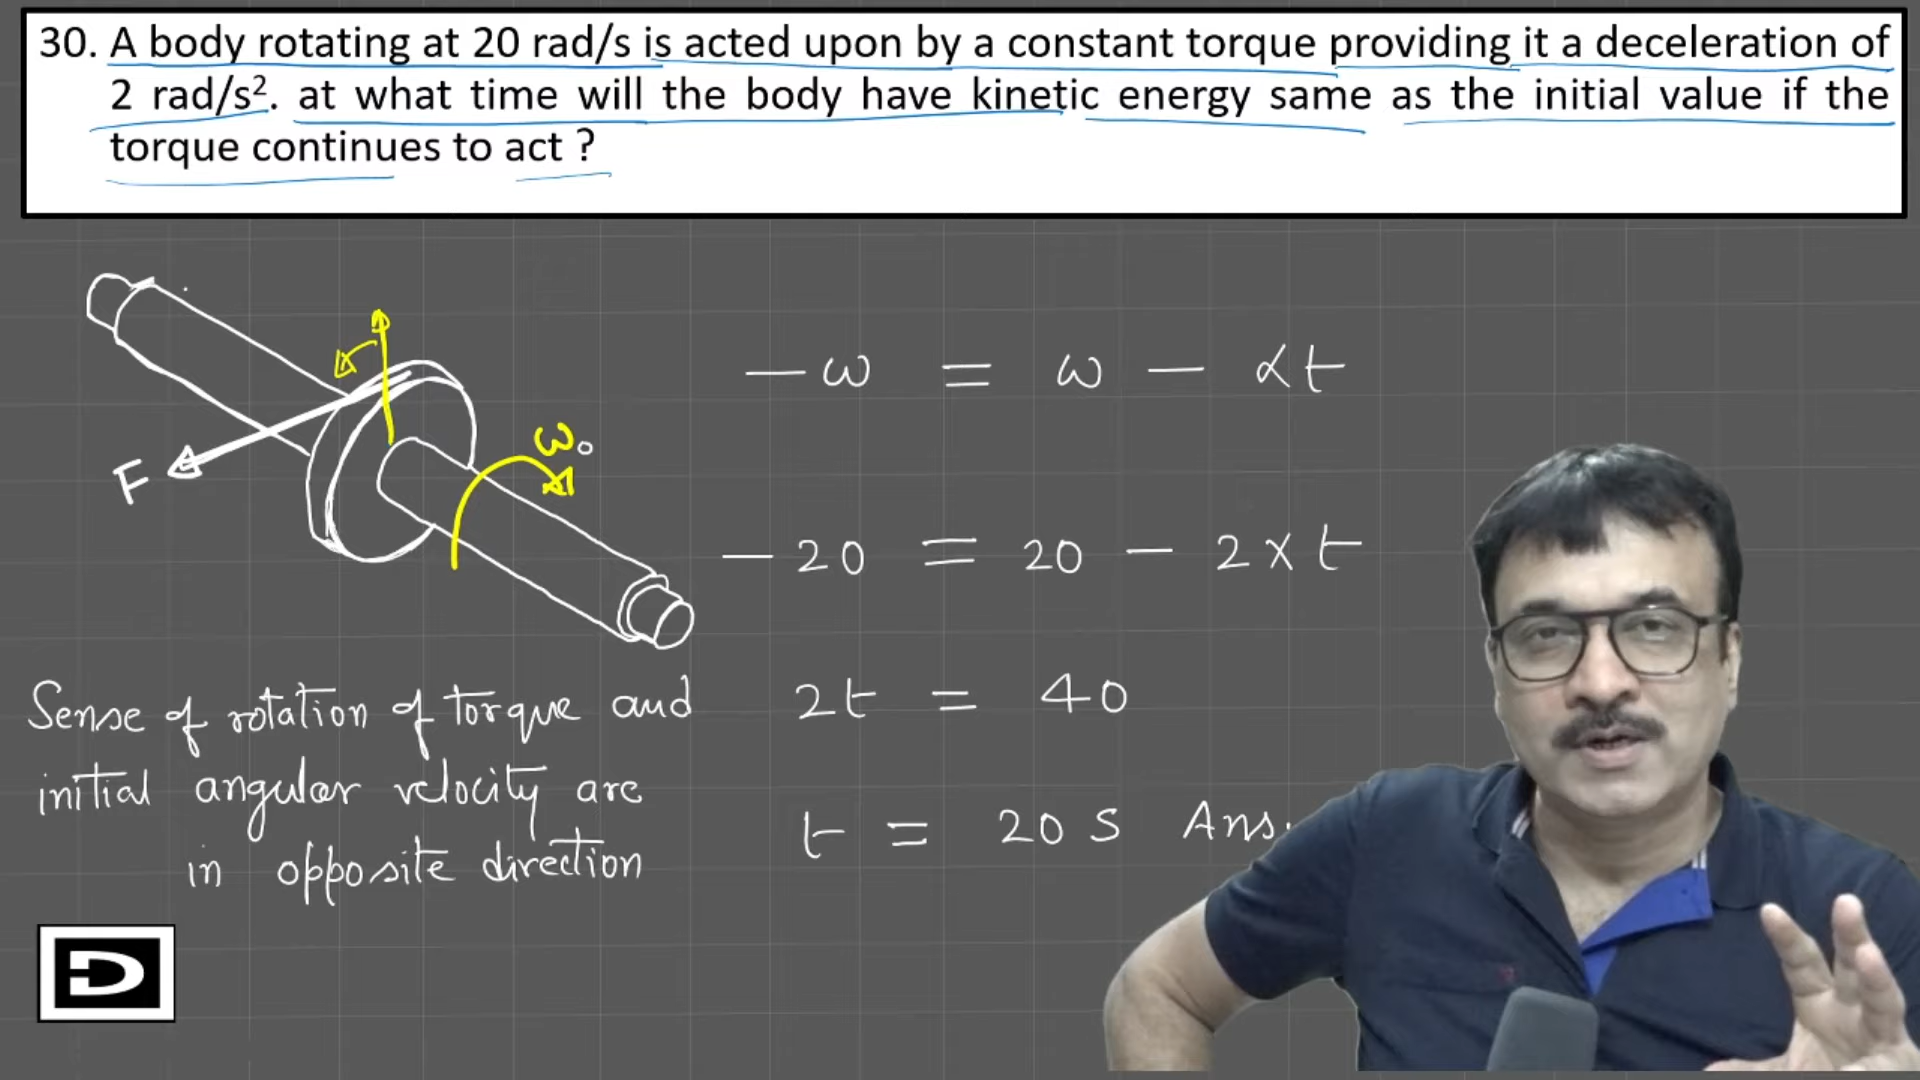 30. A body rotating at 20 rad/s is acted upon by a constant torque providing it a deceleration of
2 rad/s². at what time will the body have kinetic energy same as the initial value if the
torque continues to act ?
F
ω₀
Sense of rotation of torque and
initial angular velocity are
in opposite direction
-ω = ω - αt
-20 = 20 - 2×t
2t = 40
t = 20 s Ans.
D